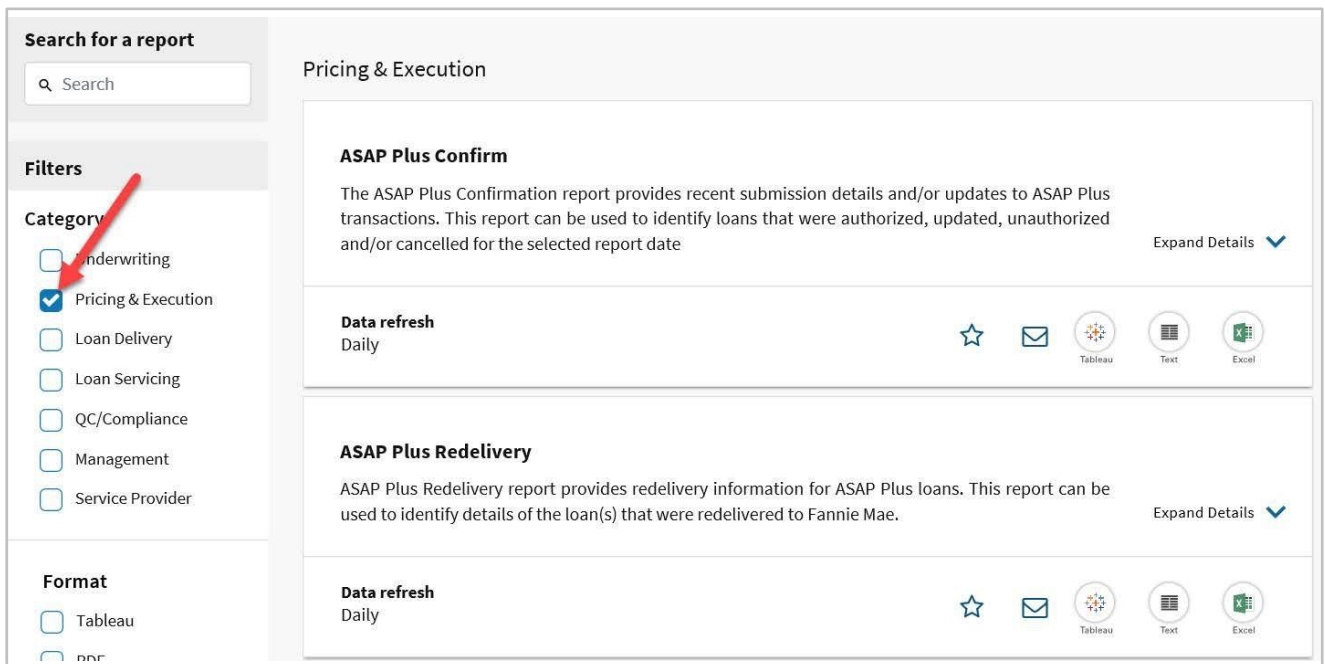 Search for a report
Search
Filters
Category
Underwriting
Pricing & Execution
Loan Delivery
Loan Servicing
QC/Compliance
Management
Service Provider
Format
Tableau
PDF
Pricing & Execution
ASAP Plus Confirm
The ASAP Plus Confirmation report provides recent submission details and/or updates to ASAP Plus
transactions. This report can be used to identify loans that were authorized, updated, unauthorized
and/or cancelled for the selected report date
Expand Details
Data refresh
Daily
Tableau
Text
Excel
ASAP Plus Redelivery
ASAP Plus Redelivery report provides redelivery information for ASAP Plus loans. This report can be
used to identify details of the loan(s) that were redelivered to Fannie Mae.
Expand Details
Data refresh
Daily
Tableau
Text
Excel